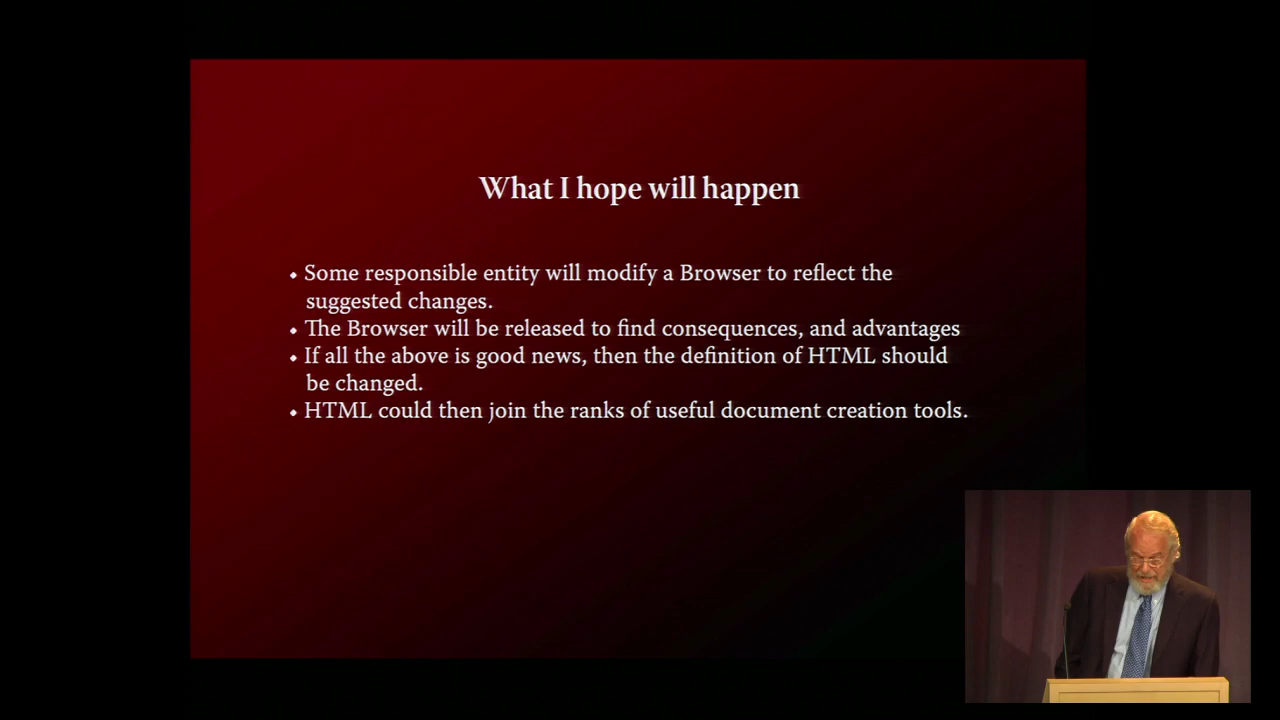 What I hope will happen
• Some responsible entity will modify a Browser to reflect the
suggested changes.
• The Browser will be released to find consequences, and advantages
• If all the above is good news, then the definition of HTML should
be changed.
• HTML could then join the ranks of useful document creation tools.